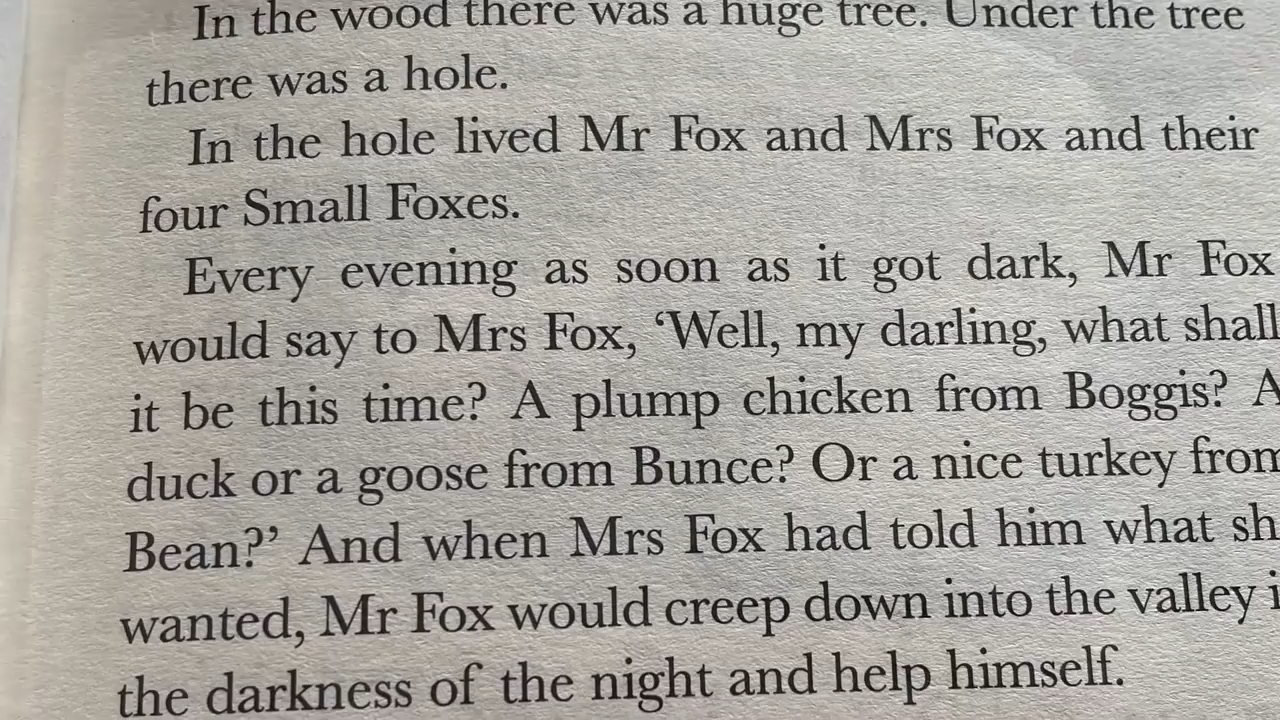 In the wood there was a huge tree. Under the tree
there was a hole.
In the hole lived Mr Fox and Mrs Fox and their
four Small Foxes.
Every evening as soon as it got dark, Mr Fox
would say to Mrs Fox, ‘Well, my darling, what shall
it be this time? A plump chicken from Boggis? A
duck or a goose from Bunce? Or a nice turkey from
Bean?’ And when Mrs Fox had told him what sh
wanted, Mr Fox would creep down into the valley i
the darkness of the night and help himself.